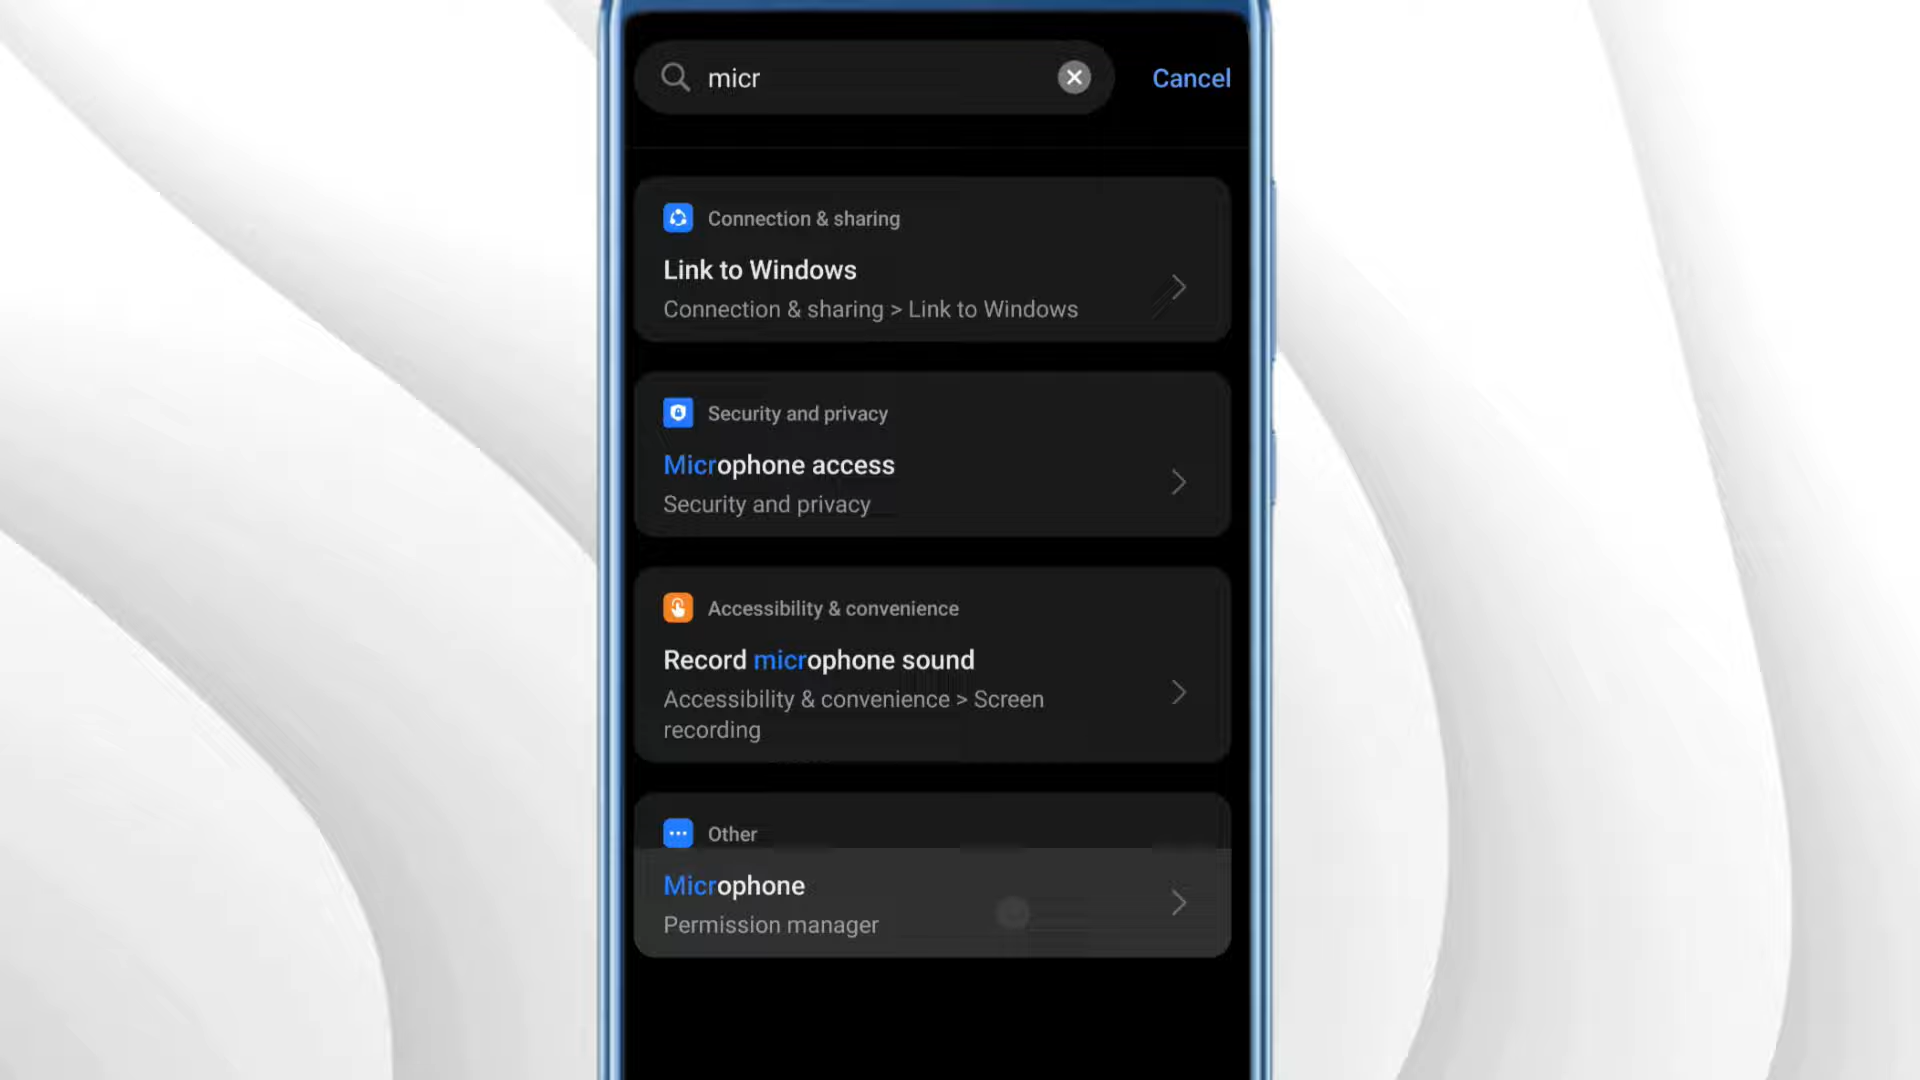 micr
Cancel
Connection & sharing
Link to Windows
Connection & sharing > Link to Windows
Security and privacy
Microphone access
Security and privacy
Accessibility & convenience
Record microphone sound
Accessibility & convenience > Screen
recording
Other
Microphone
Permission manager